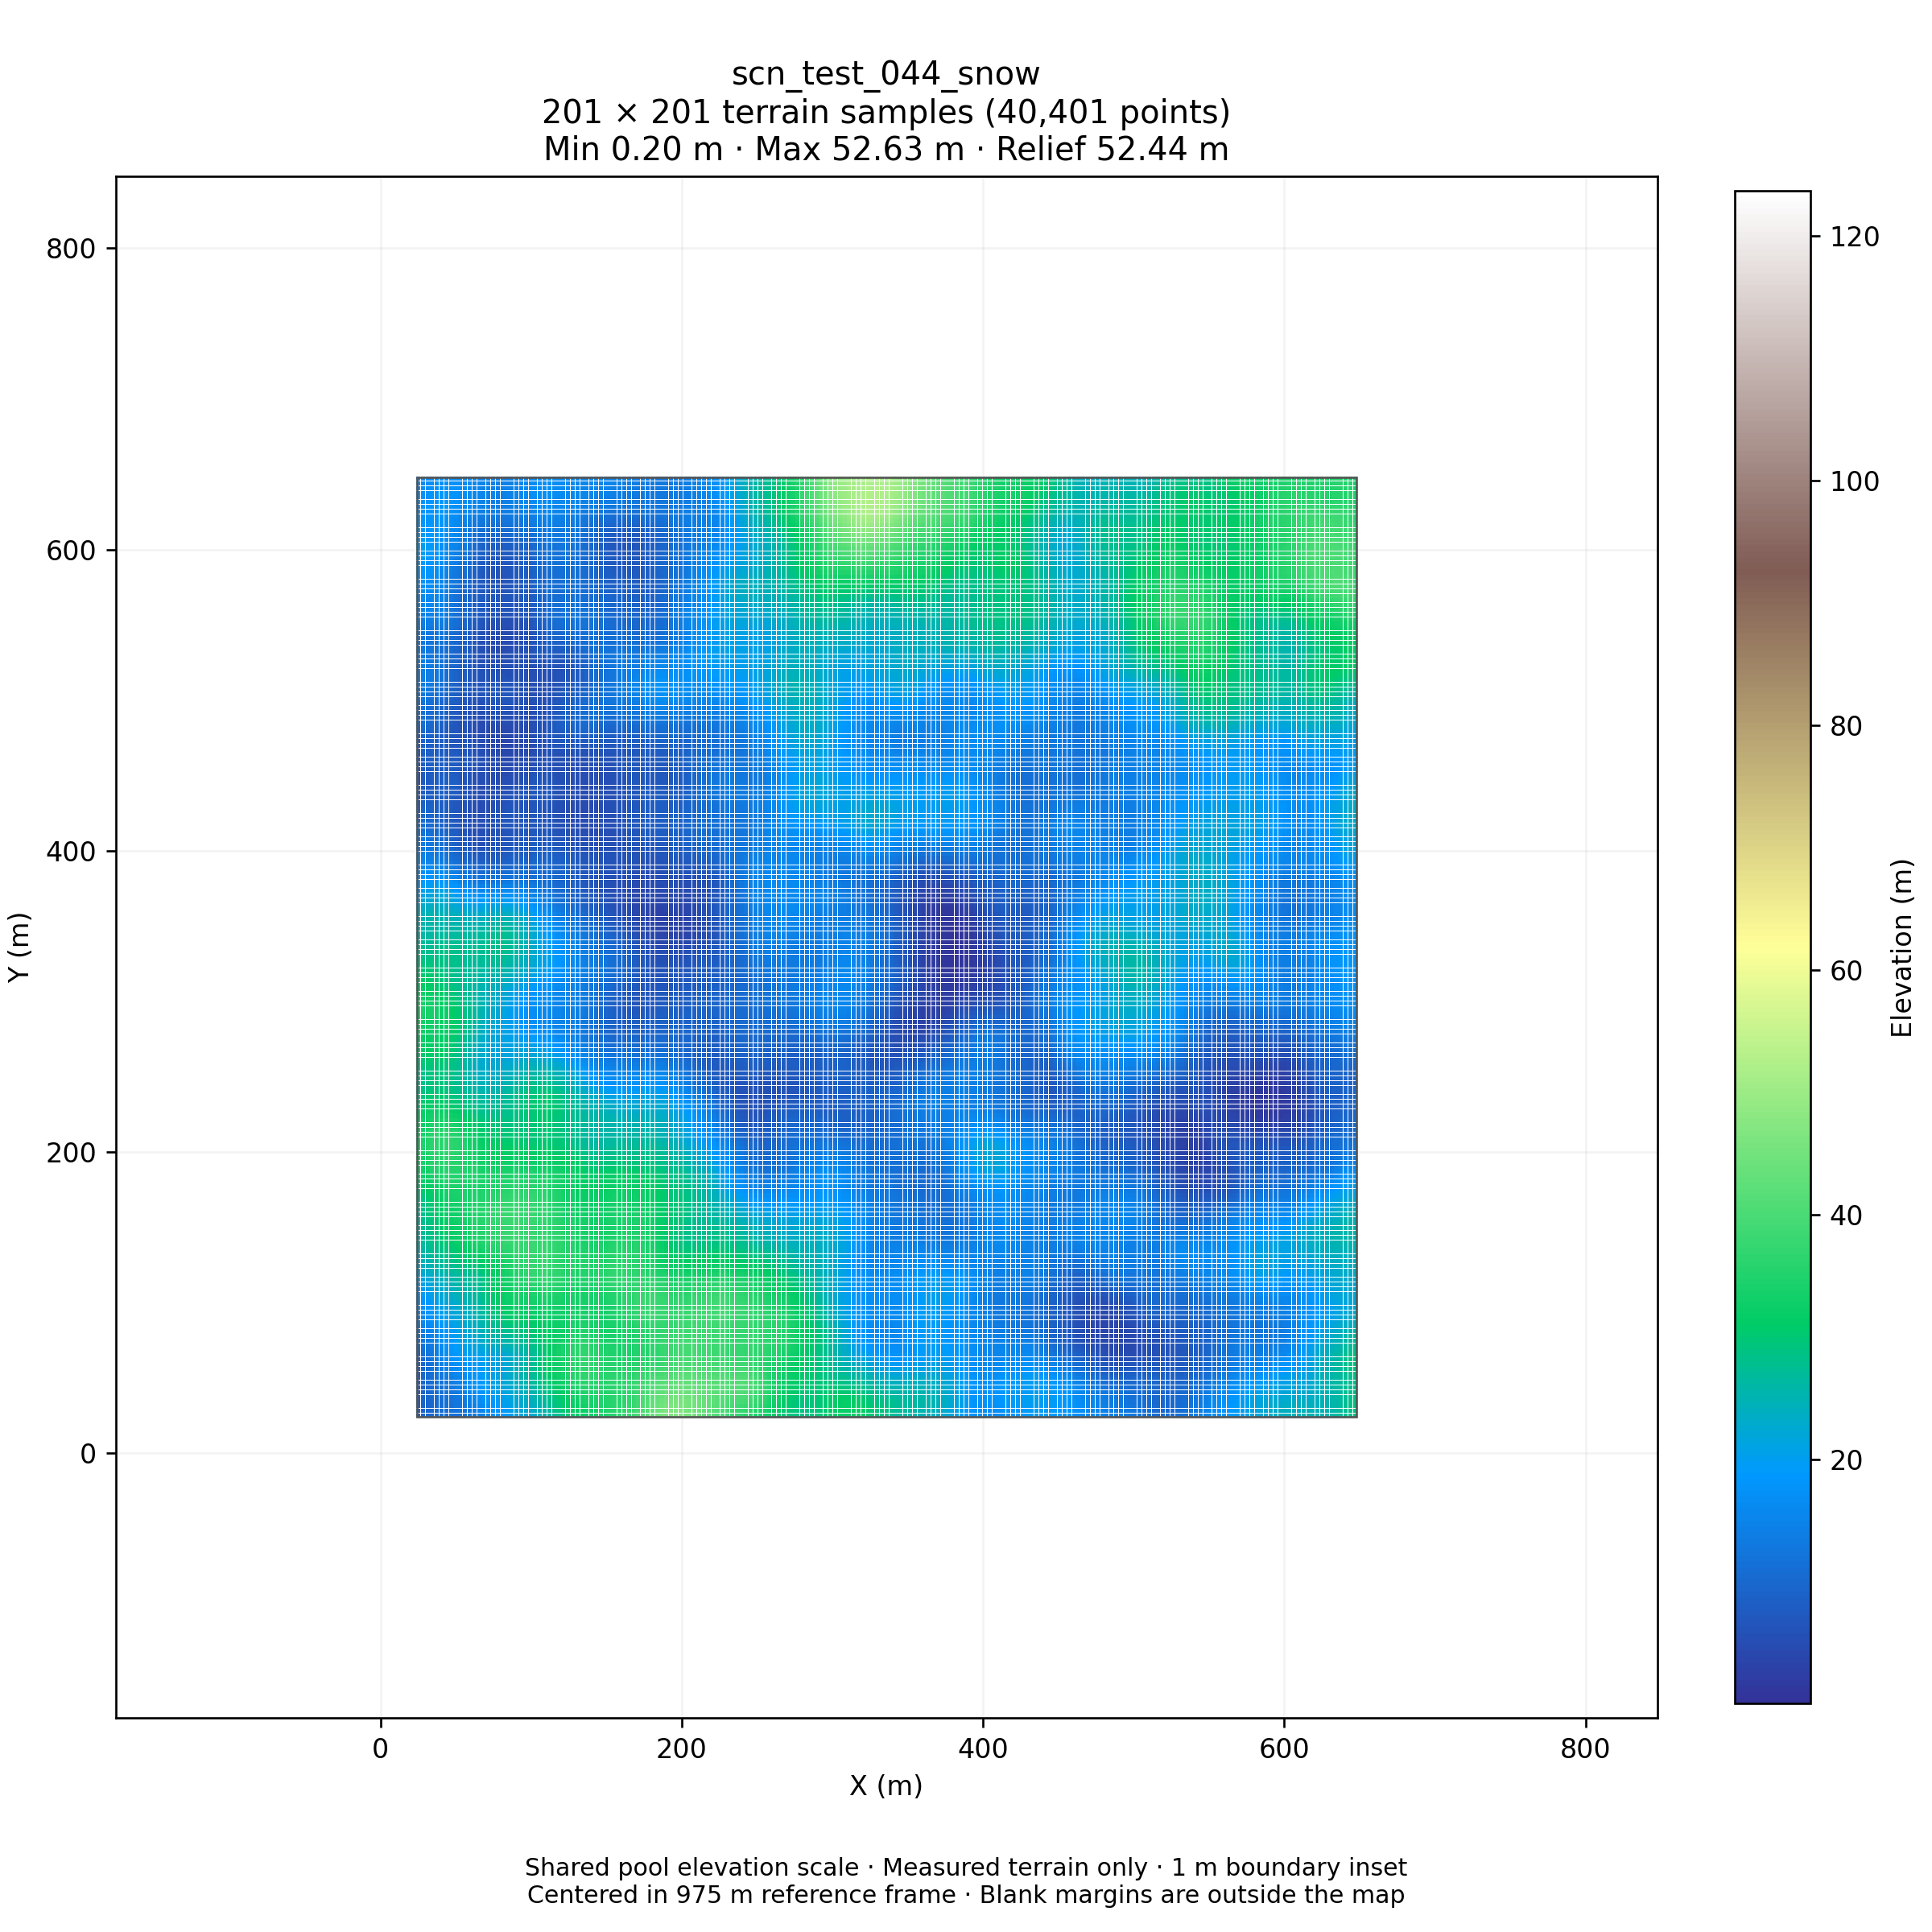 scn_test_044_snow
201 × 201 terrain samples (40,401 points)
Min 0.20 m · Max 52.63 m · Relief 52.44 m
800
600
400
200
0
Y (m)
0 200 400 600 800
X (m)
120
100
80
60
40
20
Elevation (m)
Shared pool elevation scale · Measured terrain only · 1 m boundary inset
Centered in 975 m reference frame · Blank margins are outside the map